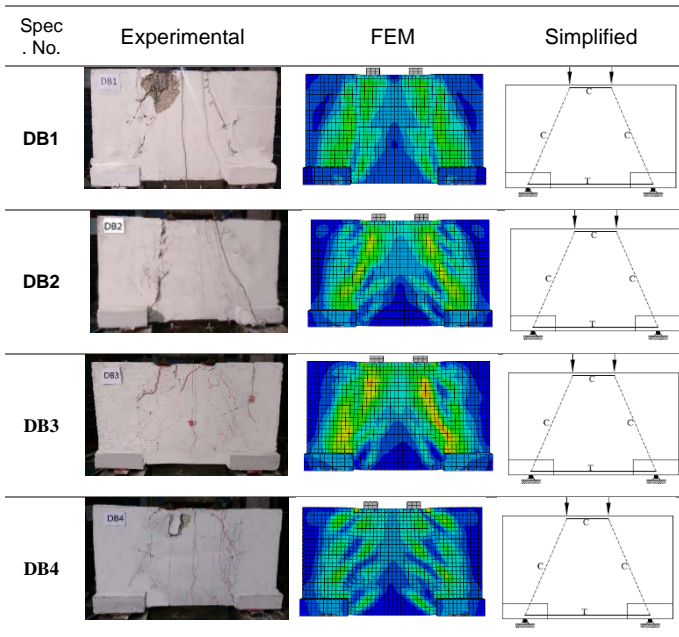 Spec
. No.
Experimental
FEM
Simplified
DB1
DB1
C
C
C
T
DB2
DB2
C
C
C
T
DB3
DB3
C
C
C
T
DB4
DB4
C
C
C
T